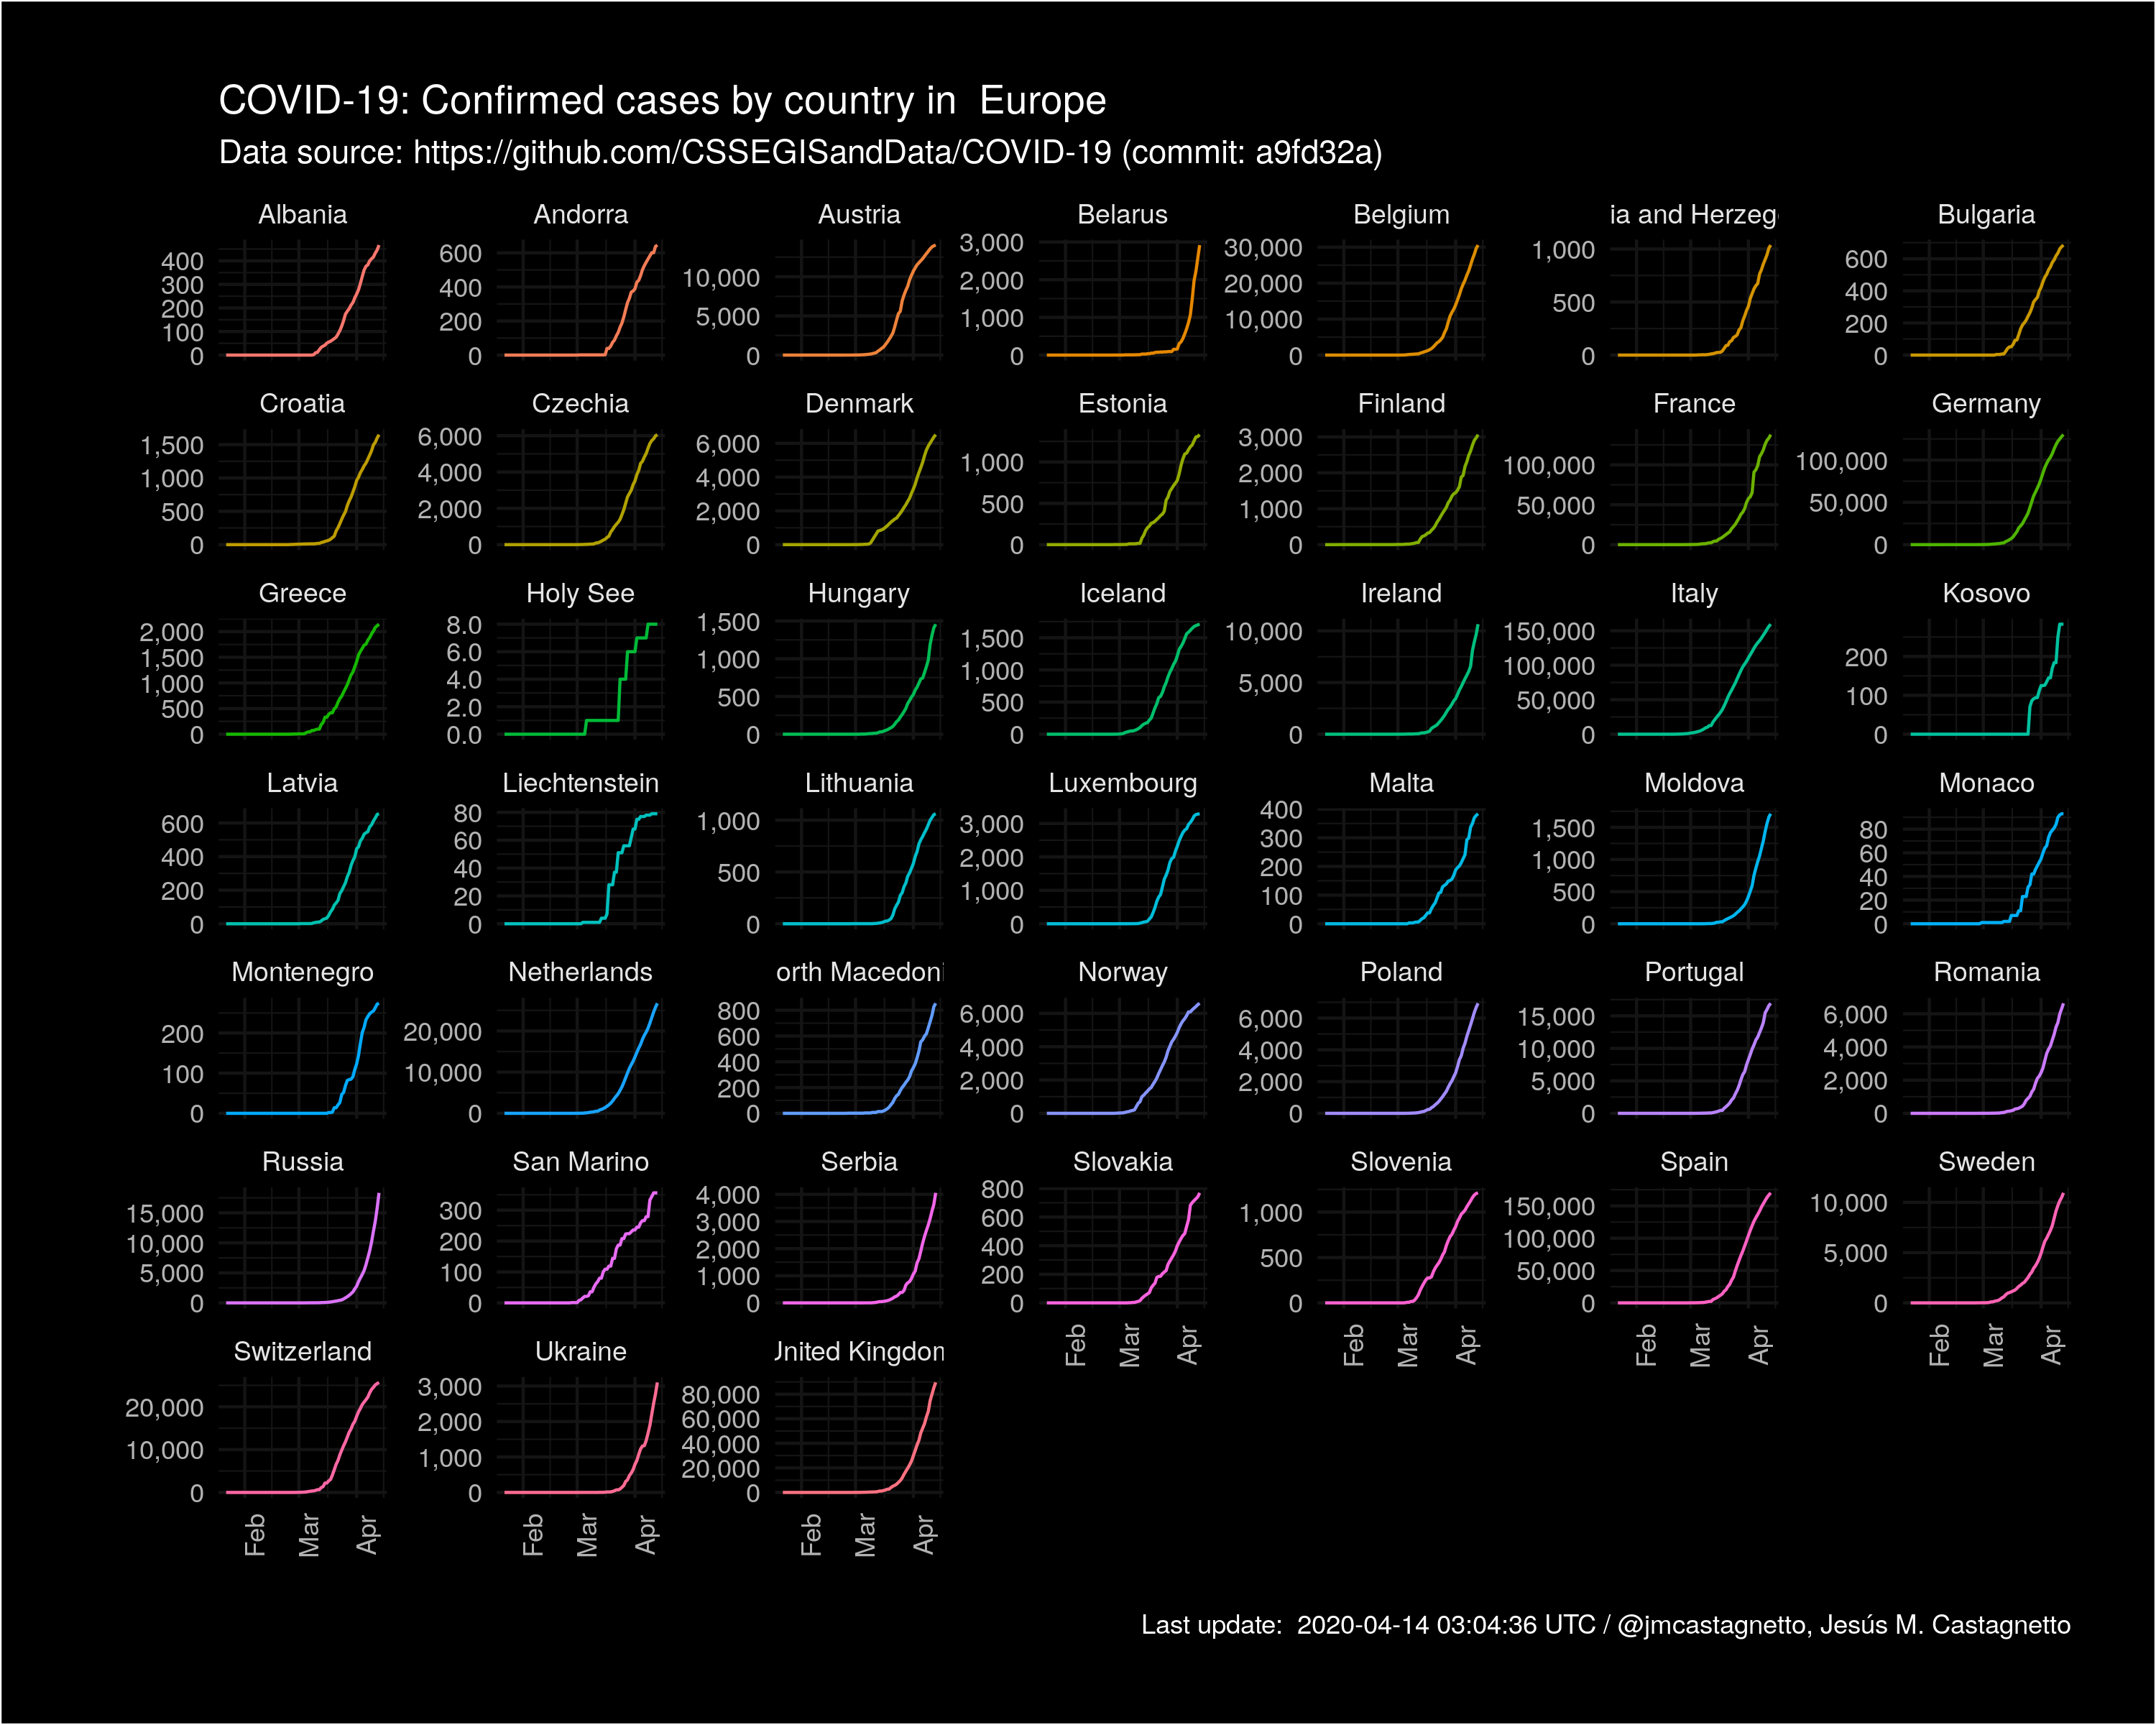 COVID-19: Confirmed cases by country in  Europe
Data source: https://github.com/CSSEGISandData/COVID-19 (commit: a9fd32a)
Albania Andorra Austria Belarus Belgium ia and Herzeg Bulgaria
400 300 200 100 0
600 400 200 0
10,000 5,000 0
3,000 2,000 1,000 0
30,000 20,000 10,000 0
1,000 500 0
600 400 200 0
Croatia Czechia Denmark Estonia Finland France Germany
1,500 1,000 500 0
6,000 4,000 2,000 0
6,000 4,000 2,000 0
1,000 500 0
3,000 2,000 1,000 0
100,000 50,000 0
100,000 50,000 0
Greece Holy See Hungary Iceland Ireland Italy Kosovo
2,000 1,500 1,000 500 0
8.0 6.0 4.0 2.0 0.0
1,500 1,000 500 0
1,500 1,000 500 0
10,000 5,000 0
150,000 100,000 50,000 0
200 100 0
Latvia Liechtenstein Lithuania Luxembourg Malta Moldova Monaco
600 400 200 0
80 60 40 20 0
1,000 500 0
3,000 2,000 1,000 0
400 300 200 100 0
1,500 1,000 500 0
80 60 40 20 0
Montenegro Netherlands orth Macedoni Norway Poland Portugal Romania
200 100 0
20,000 10,000 0
800 600 400 200 0
6,000 4,000 2,000 0
6,000 4,000 2,000 0
15,000 10,000 5,000 0
6,000 4,000 2,000 0
Russia San Marino Serbia Slovakia Slovenia Spain Sweden
15,000 10,000 5,000 0
300 200 100 0
4,000 3,000 2,000 1,000 0
800 600 400 200 0
1,000 500 0
150,000 100,000 50,000 0
10,000 5,000 0
Feb Mar Apr
Feb Mar Apr
Feb Mar Apr
Feb Mar Apr
Switzerland Ukraine United Kingdon
20,000 10,000 0
3,000 2,000 1,000 0
80,000 60,000 40,000 20,000 0
Feb Mar Apr
Feb Mar Apr
Feb Mar Apr
Last update:  2020-04-14 03:04:36 UTC / @jmcastagnetto, Jesús M. Castagnetto